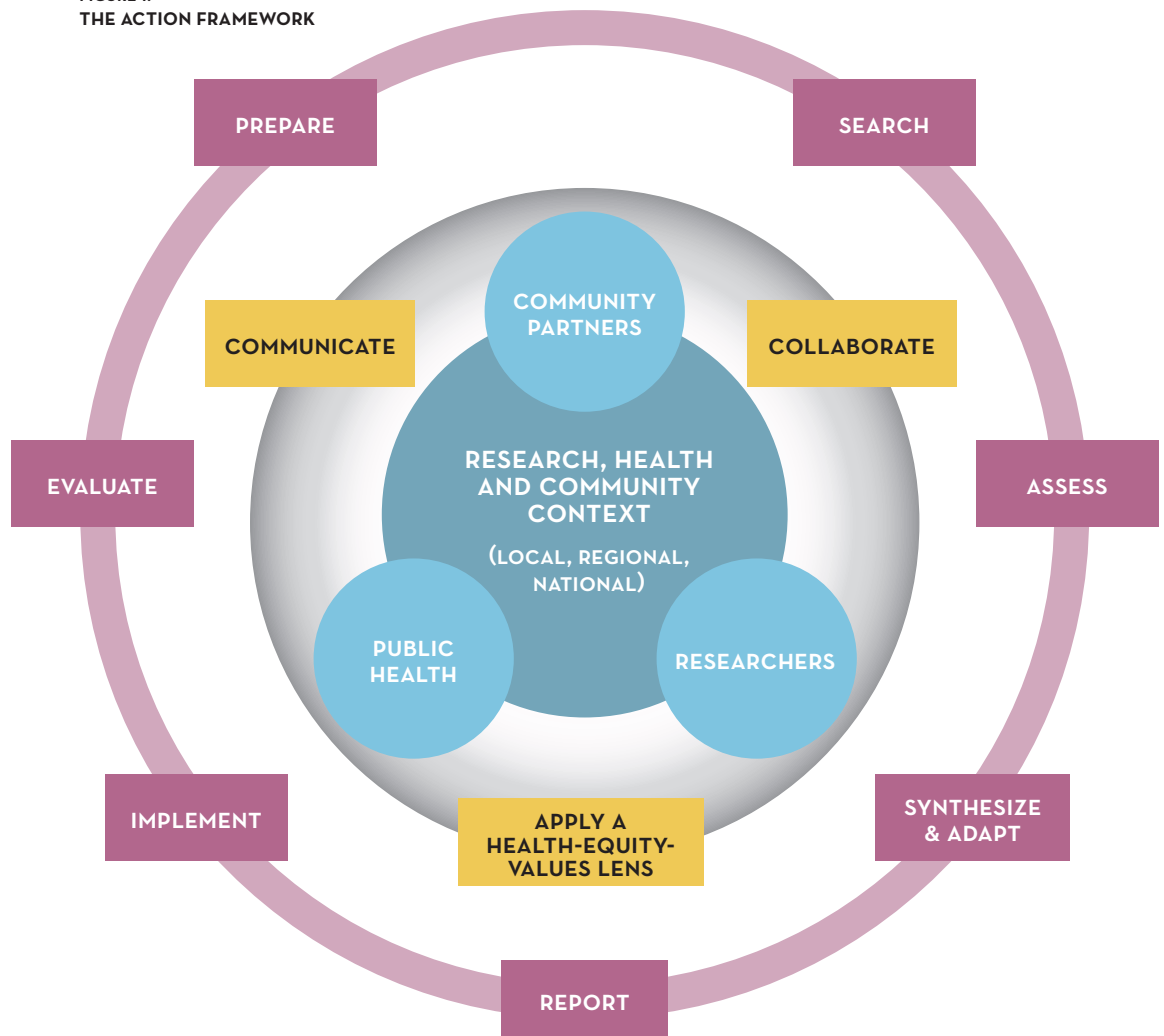 THE ACTION FRAMEWORK
PREPARE
SEARCH
COMMUNITY
PARTNERS
COMMUNICATE
COLLABORATE
RESEARCH, HEALTH
AND COMMUNITY
CONTEXT
(LOCAL, REGIONAL,
NATIONAL)
EVALUATE
ASSESS
PUBLIC
HEALTH
RESEARCHERS
IMPLEMENT
APPLY A
HEALTH-EQUITY-
VALUES LENS
SYNTHESIZE
& ADAPT
REPORT